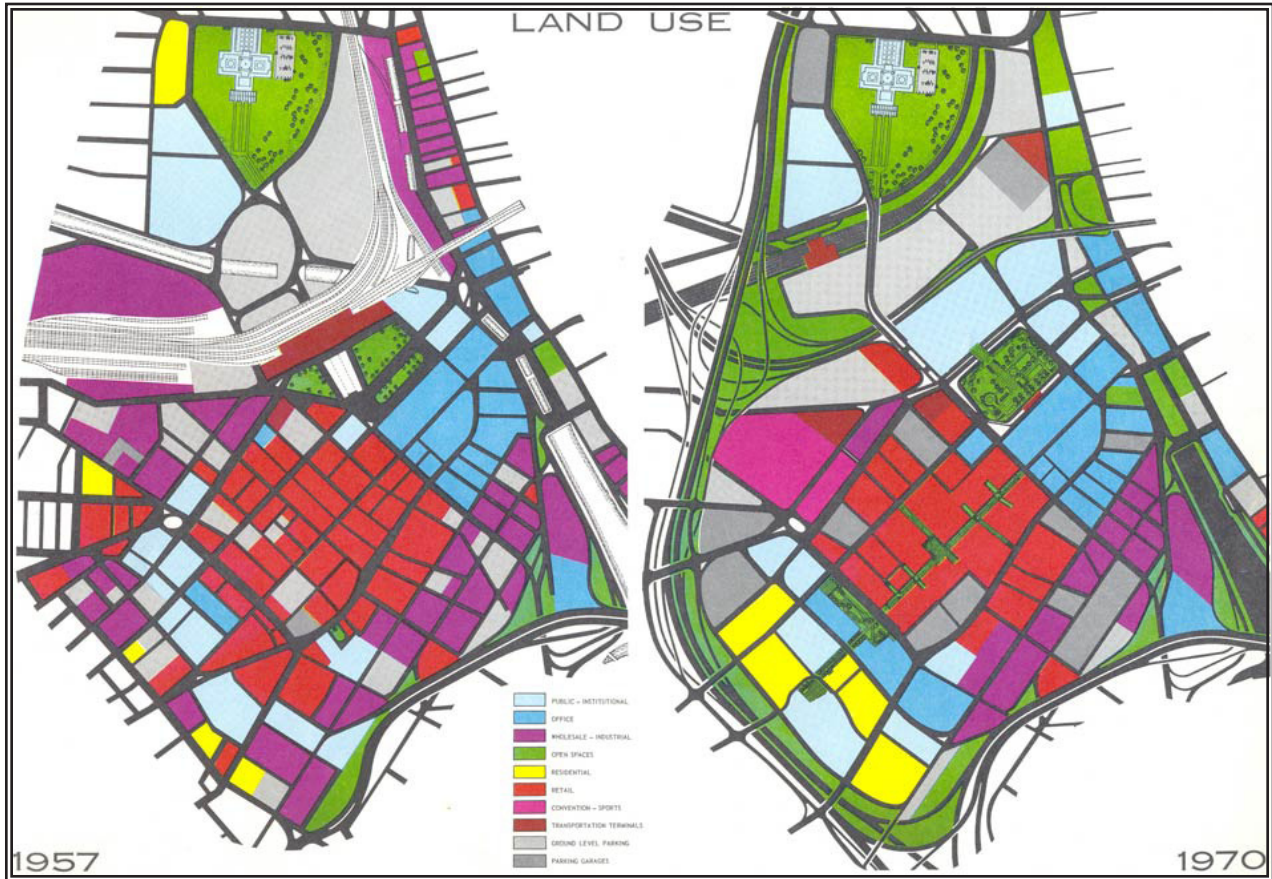 LAND USE
PUBLIC – INSTITUTIONAL
OFFICE
WHOLESALE – INDUSTRIAL
OPEN SPACES
RESIDENTIAL
RETAIL
CONVENTION – SPORTS
TRANSPORTATION TERMINALS
GROUND LEVEL PARKING
PARKING GARAGES
1957
1970